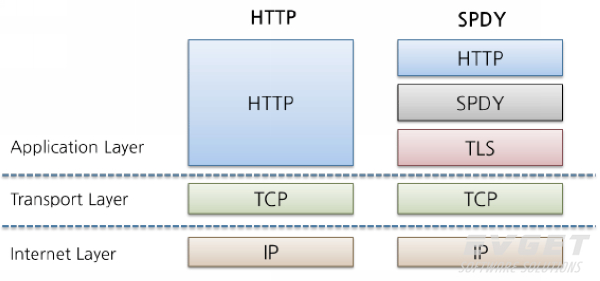 HTTP SPDY
HTTP
HTTP
SPDY
Application Layer
TLS
Transport Layer TCP TCP
Internet Layer IP IP
EVGET
SOFTWARE SOLUTIONS